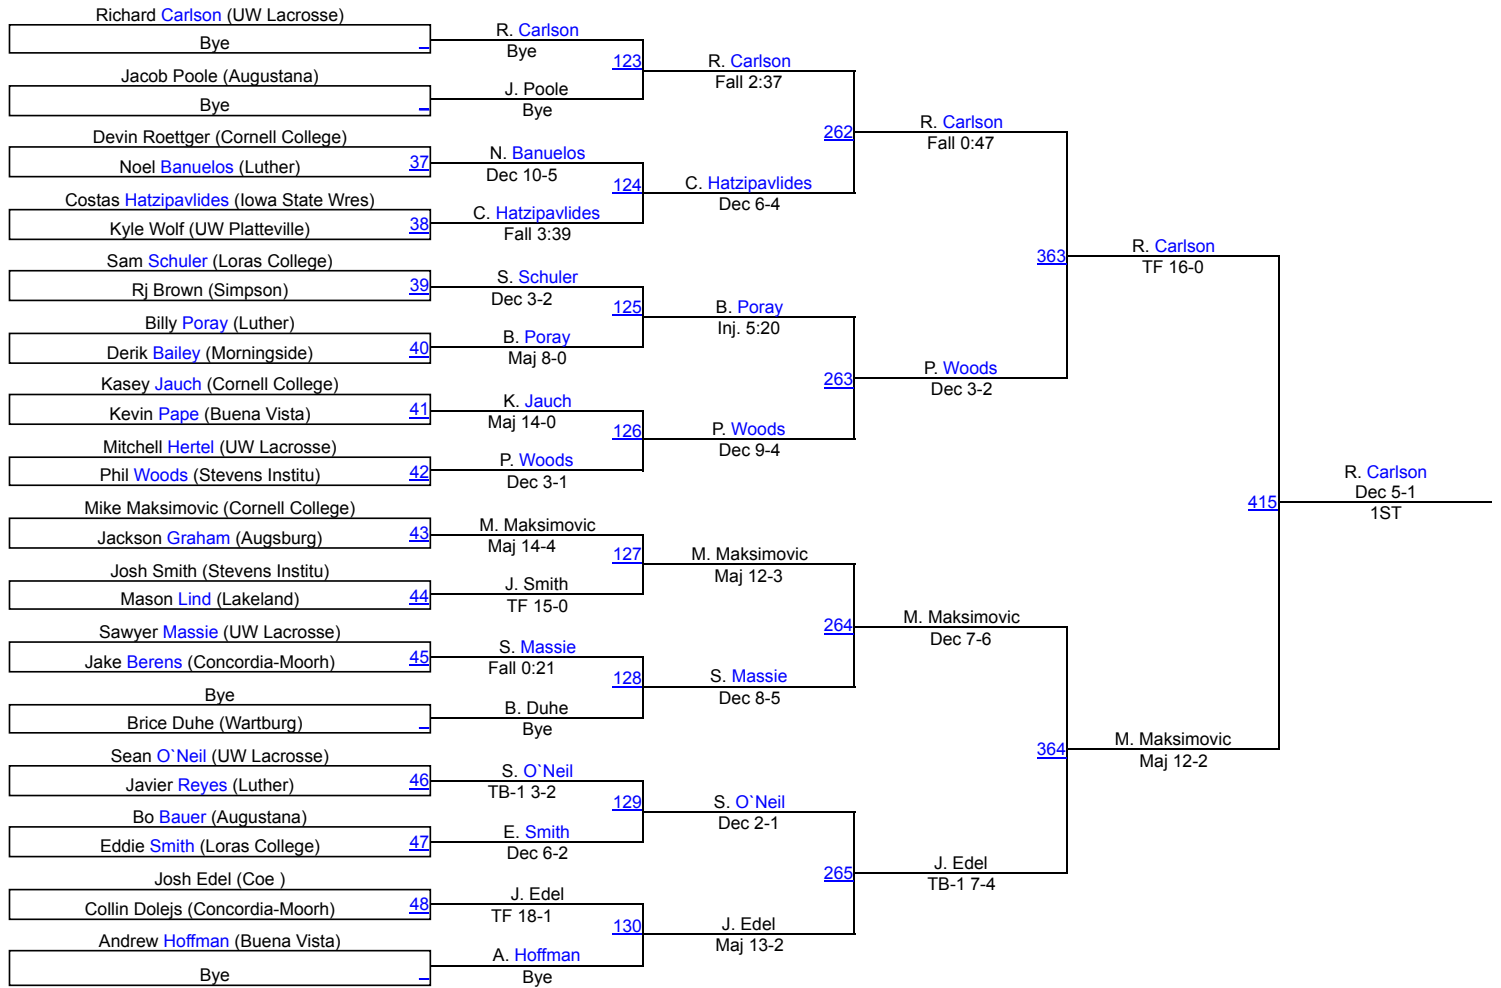 Richard Carlson (UW Lacrosse)
Bye
Jacob Poole (Augustana)
Bye
Devin Roettger (Cornell College)
Noel Banuelos (Luther)
37
Costas Hatzipavlides (Iowa State Wres)
Kyle Wolf (UW Platteville)
38
Sam Schuler (Loras College)
Rj Brown (Simpson)
39
Billy Poray (Luther)
Derik Bailey (Morningside)
40
Kasey Jauch (Cornell College)
Kevin Pape (Buena Vista)
41
Mitchell Hertel (UW Lacrosse)
Phil Woods (Stevens Institu)
42
Mike Maksimovic (Cornell College)
Jackson Graham (Augsburg)
43
Josh Smith (Stevens Institu)
Mason Lind (Lakeland)
44
Sawyer Massie (UW Lacrosse)
Jake Berens (Concordia-Moorh)
45
Bye
Brice Duhe (Wartburg)
Sean O`Neil (UW Lacrosse)
Javier Reyes (Luther)
46
Bo Bauer (Augustana)
Eddie Smith (Loras College)
47
Josh Edel (Coe )
Collin Dolejs (Concordia-Moorh)
48
Andrew Hoffman (Buena Vista)
Bye
R. Carlson
Bye
123
J. Poole
Bye
N. Banuelos
Dec 10-5
124
C. Hatzipavlides
Fall 3:39
S. Schuler
Dec 3-2
125
B. Poray
Maj 8-0
K. Jauch
Maj 14-0
126
P. Woods
Dec 3-1
M. Maksimovic
Maj 14-4
127
J. Smith
TF 15-0
S. Massie
Fall 0:21
128
B. Duhe
Bye
S. O`Neil
TB-1 3-2
129
E. Smith
Dec 6-2
J. Edel
TF 18-1
130
A. Hoffman
Bye
R. Carlson
Fall 2:37
262
C. Hatzipavlides
Dec 6-4
B. Poray
Inj. 5:20
263
P. Woods
Dec 9-4
M. Maksimovic
Maj 12-3
264
S. Massie
Dec 8-5
S. O`Neil
Dec 2-1
265
J. Edel
Maj 13-2
R. Carlson
Fall 0:47
363
P. Woods
Dec 3-2
M. Maksimovic
Dec 7-6
364
J. Edel
TB-1 7-4
R. Carlson
TF 16-0
415
M. Maksimovic
Maj 12-2
R. Carlson
Dec 5-1
1ST